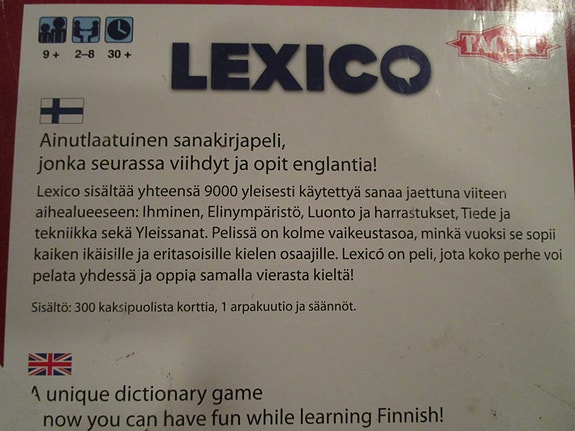 9 + 2–8 30 +
LEXICO
TACTIC
Ainutlaatuinen sanakirjapeli,
jonka seurassa viihdyt ja opit englantia!
Lexico sisältää yhteensä 9000 yleisesti käytettyä sanaa jaettuna viiteen
aihealueeseen: Ihminen, Elinympäristö, Luonto ja harrastukset, Tiede ja
tekniikka sekä Yleissanat. Pelissä on kolme vaikeustasoa, minkä vuoksi se sopii
kaiken ikäisille ja eritasoisille kielen osaajille. Lexicó on peli, jota koko perhe voi
pelata yhdessä ja oppia samalla vierasta kieltä!
Sisältö: 300 kaksipuolista korttia, 1 arpakuutio ja säännöt.
A unique dictionary game
now you can have fun while learning Finnish!